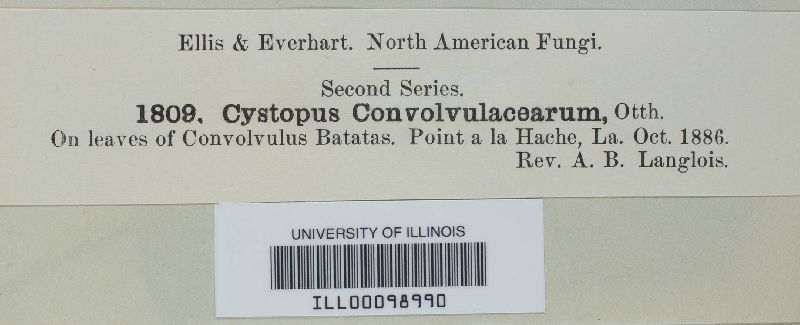 Ellis & Everhart. North American Fungi.
Second Series.
1809. Cystopus Convolvulacearum, Otth.
On leaves of Convolvulus Batatas. Point a la Hache, La. Oct. 1886.
Rev. A. B. Langlois.
UNIVERSITY OF ILLINOIS
ILL00098990